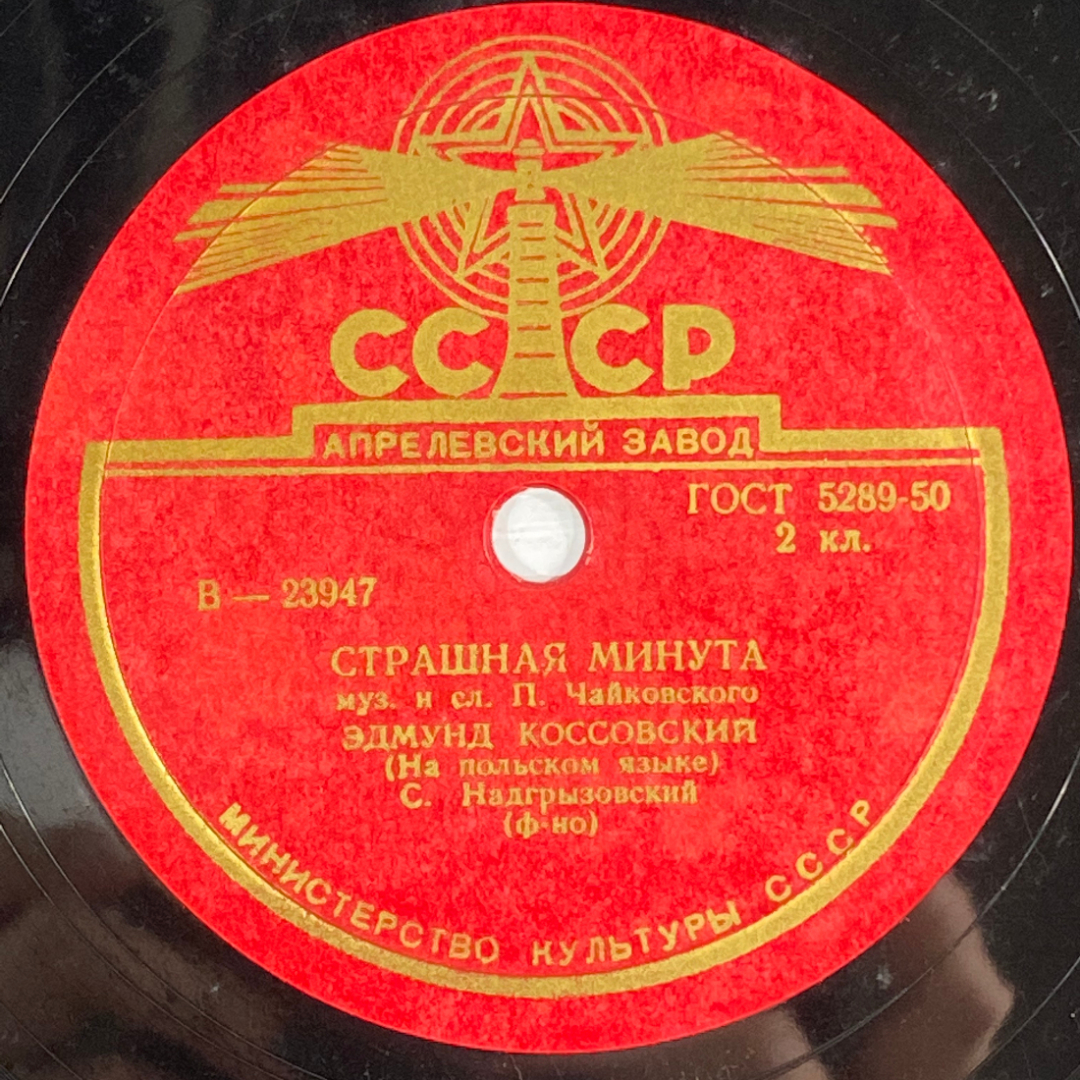 СССР
АПРЕЛЕВСКИЙ ЗАВОД
ГОСТ 5289-50
2 кл.
В — 23947
СТРАШНАЯ МИНУТА
муз. и сл. П. Чайковского
ЭДМУНД КОССОВСКИЙ
(На польском языке)
С. Надгрызовский
(ф-но)
МИНИСТЕРСТВО КУЛЬТУРЫ СССР